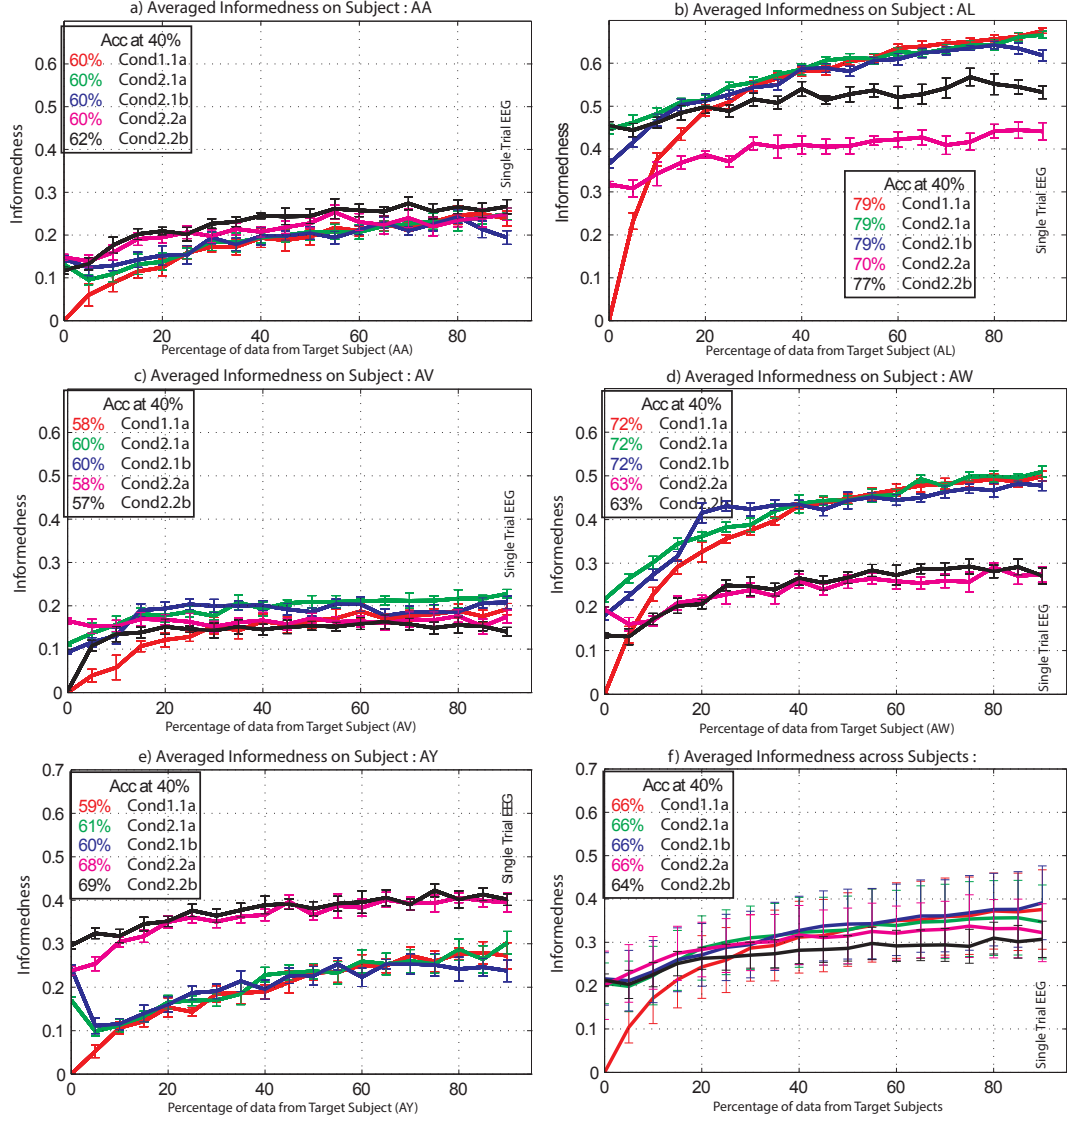 a) Averaged Informedness on Subject : AA
Acc at 40%
60% Cond1.1a
60% Cond2.1a
60% Cond2.1b
60% Cond2.2a
62% Cond2.2b
Informedness
0.6
0.5
0.4
0.3
0.2
0.1
0
0 20 40 60 80
Single Trial EEG
Percentage of data from Target Subject (AA)
b) Averaged Informedness on Subject : AL
Informedness
0.6
0.5
0.4
0.3
0.2
0.1
0
Acc at 40%
79% Cond1.1a
79% Cond2.1a
79% Cond2.1b
70% Cond2.2a
77% Cond2.2b
Single Trial EEG
0 20 40 60 80
Percentage of data from Target Subject (AL)
c) Averaged Informedness on Subject : AV
Acc at 40%
58% Cond1.1a
60% Cond2.1a
60% Cond2.1b
58% Cond2.2a
57% Cond2.2b
Informedness
0.6
0.5
0.4
0.3
0.2
0.1
0
Single Trial EEG
0 20 40 60 80
Percentage of data from Target Subject (AV)
d) Averaged Informedness on Subject : AW
Acc at 40%
72% Cond1.1a
72% Cond2.1a
72% Cond2.1b
63% Cond2.2a
63% Cond2.2b
Informedness
0.6
0.5
0.4
0.3
0.2
0.1
0
Single Trial EEG
0 20 40 60 80
Percentage of data from Target Subject (AW)
e) Averaged Informedness on Subject : AY
Acc at 40%
59% Cond1.1a
61% Cond2.1a
60% Cond2.1b
68% Cond2.2a
69% Cond2.2b
Informedness
0.7
0.6
0.5
0.4
0.3
0.2
0.1
0
Single Trial EEG
0 20 40 60 80
Percentage of data from Target Subject (AY)
f) Averaged Informedness across Subjects :
Acc at 40%
66% Cond1.1a
66% Cond2.1a
66% Cond2.1b
66% Cond2.2a
64% Cond2.2b
Informedness
0.7
0.6
0.5
0.4
0.3
0.2
0.1
0
Single Trial EEG
0 20 40 60 80
Percentage of data from Target Subjects